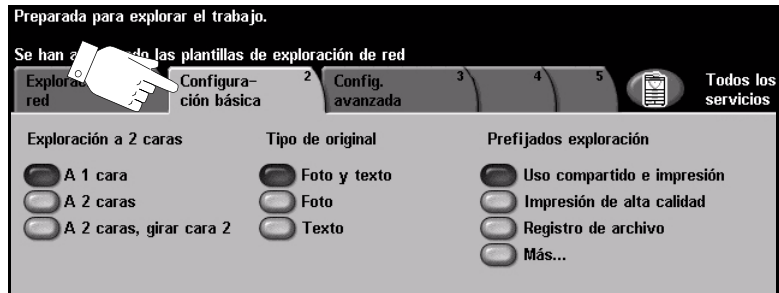 Preparada para explorar el trabajo.
Se han las plantillas de exploración de red
red
Configura-
ción básica
2
Config.
avanzada
3
4
5
Todos los
servicios
Exploración a 2 caras
A 1 cara
A 2 caras
A 2 caras, girar cara 2
Tipo de original
Foto y texto
Foto
Texto
Prefijados exploración
Uso compartido e impresión
Impresión de alta calidad
Registro de archivo
Más...